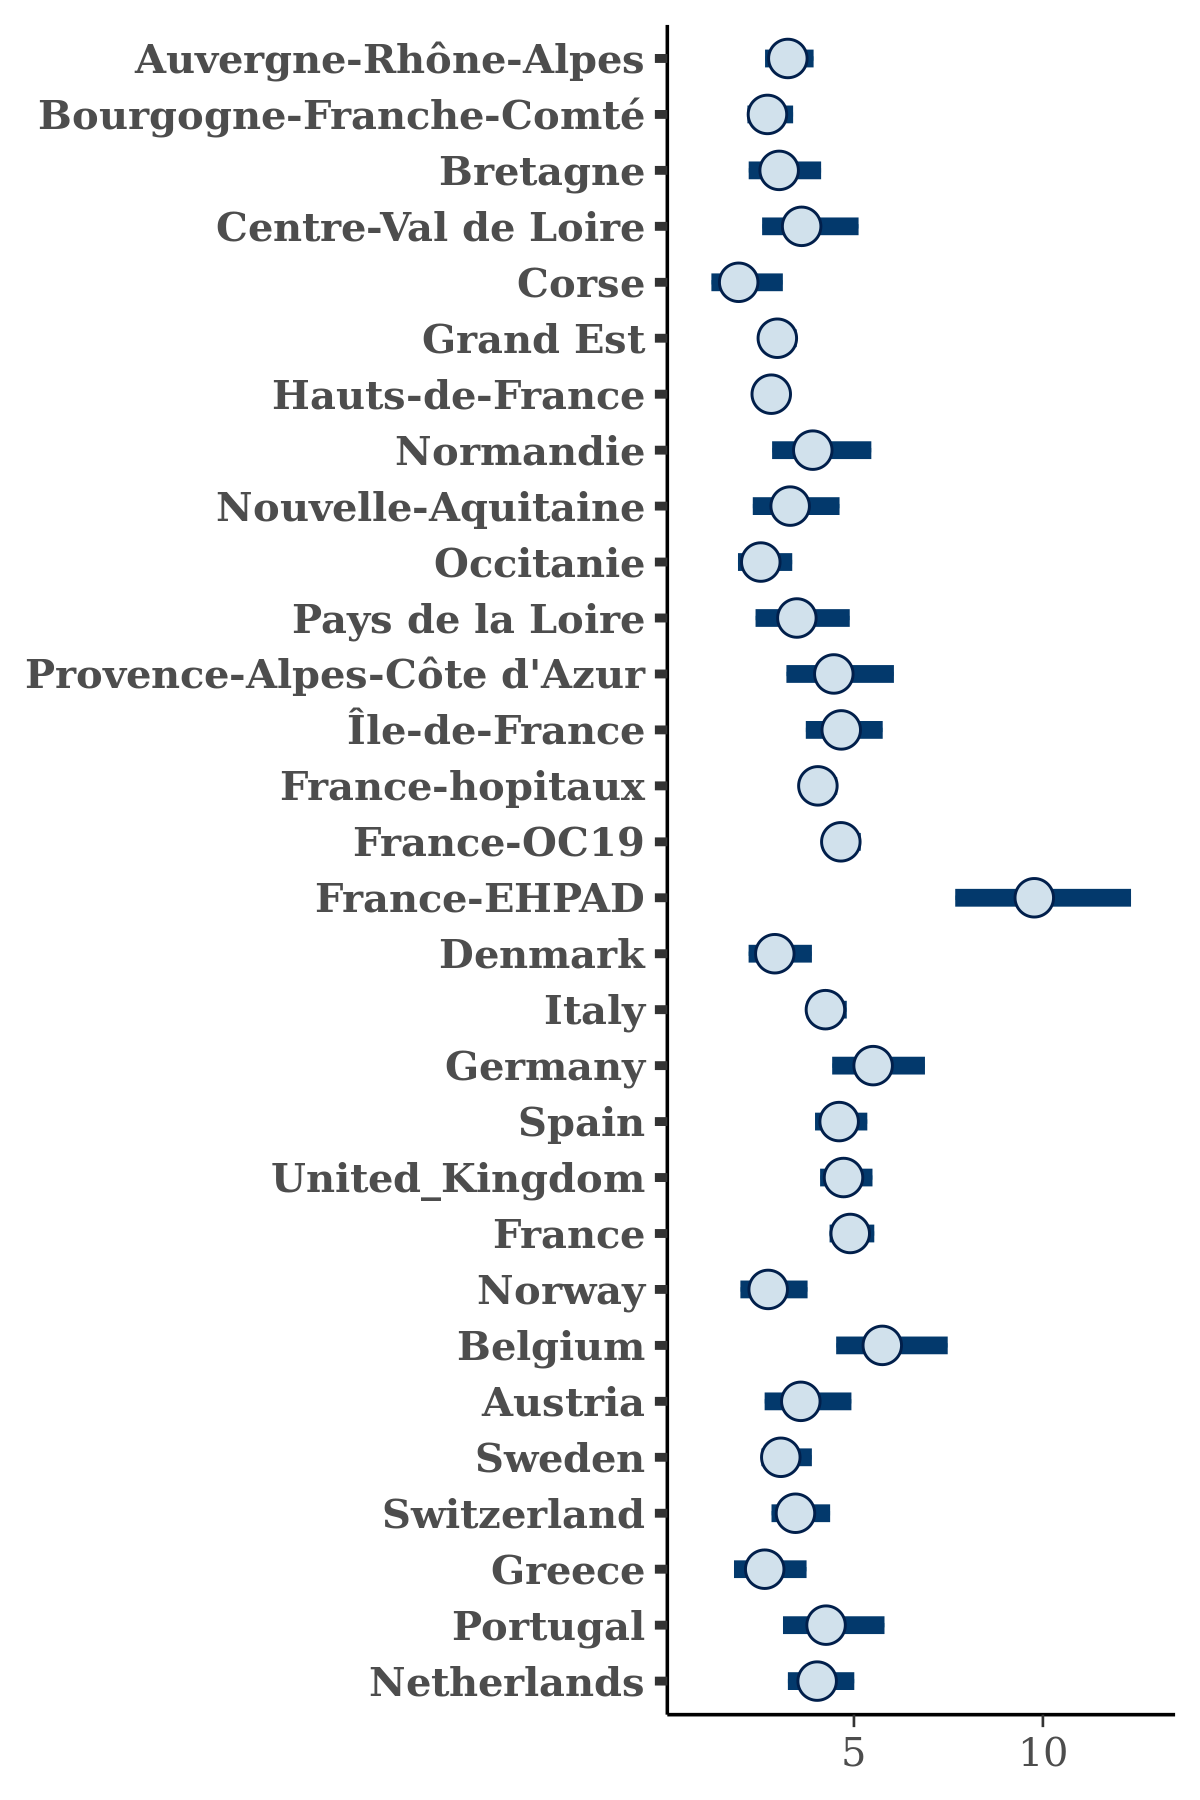 Auvergne-Rhône-Alpes
Bourgogne-Franche-Comté
Bretagne
Centre-Val de Loire
Corse
Grand Est
Hauts-de-France
Normandie
Nouvelle-Aquitaine
Occitanie
Pays de la Loire
Provence-Alpes-Côte d'Azur
Île-de-France
France-hopitaux
France-OC19
France-EHPAD
Denmark
Italy
Germany
Spain
United_Kingdom
France
Norway
Belgium
Austria
Sweden
Switzerland
Greece
Portugal
Netherlands
5 10